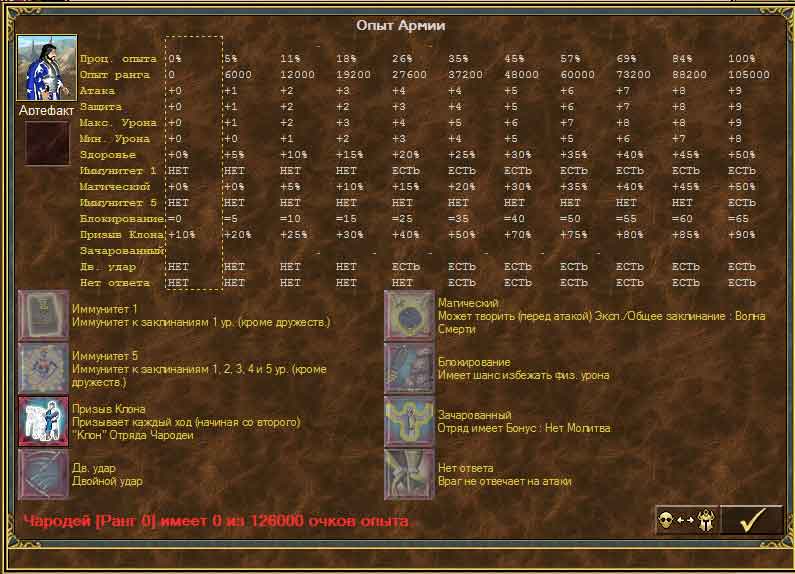 Опыт Армии
Артефакт
Проц. опыта 0% 5% 11% 18% 26% 35% 45% 57% 69% 84% 100%
Опыт ранга 0 6000 12000 19200 27600 37200 48000 60000 73200 88200 105000
Атака +0 +1 +2 +3 +4 +4 +5 +6 +7 +8 +9
Защита +0 +1 +2 +3 +4 +4 +5 +6 +7 +8 +9
Макс. Урона +0 +1 +2 +3 +4 +5 +6 +7 +8 +8 +9
Мин. Урона +0 +0 +1 +2 +3 +4 +5 +5 +6 +7 +8
Здоровье +0% +5% +10% +15% +20% +25% +30% +35% +40% +45% +50%
Иммунитет 1 НЕТ НЕТ НЕТ НЕТ ЕСТЬ ЕСТЬ ЕСТЬ ЕСТЬ ЕСТЬ ЕСТЬ ЕСТЬ
Магический +0% +0% +5% +10% +15% +20% +30% +35% +40% +45% +50%
Иммунитет 5 НЕТ НЕТ НЕТ НЕТ НЕТ НЕТ НЕТ НЕТ НЕТ НЕТ ЕСТЬ
Блокирование =0 =5 =10 =15 =25 =35 =40 =50 =55 =60 =65
Призыв Клона +10% +20% +25% +30% +40% +50% +70% +75% +80% +85% +90%
Зачарованный - - - - - -
Дв. удар НЕТ НЕТ НЕТ НЕТ ЕСТЬ ЕСТЬ ЕСТЬ ЕСТЬ ЕСТЬ ЕСТЬ ЕСТЬ
Нет ответа НЕТ НЕТ НЕТ НЕТ НЕТ ЕСТЬ ЕСТЬ ЕСТЬ ЕСТЬ ЕСТЬ ЕСТЬ
Иммунитет 1
Иммунитет к заклинаниям 1 ур. (кроме дружеств.)
Магический
Может творить (перед атакой) Эксп./Общее заклинание : Волна
Смерти
Иммунитет 5
Иммунитет к заклинаниям 1, 2, 3, 4 и 5 ур. (кроме
дружеств.)
Блокирование
Имеет шанс избежать физ. урона
Призыв Клона
Призывает каждый ход (начиная со второго)
"Клон" Отряда Чародеи
Зачарованный
Отряд имеет Бонус : Нет Молитва
Дв. удар
Двойной удар
Нет ответа
Враг не отвечает на атаки
Чародей [Ранг 0] имеет 0 из 126000 очков опыта.